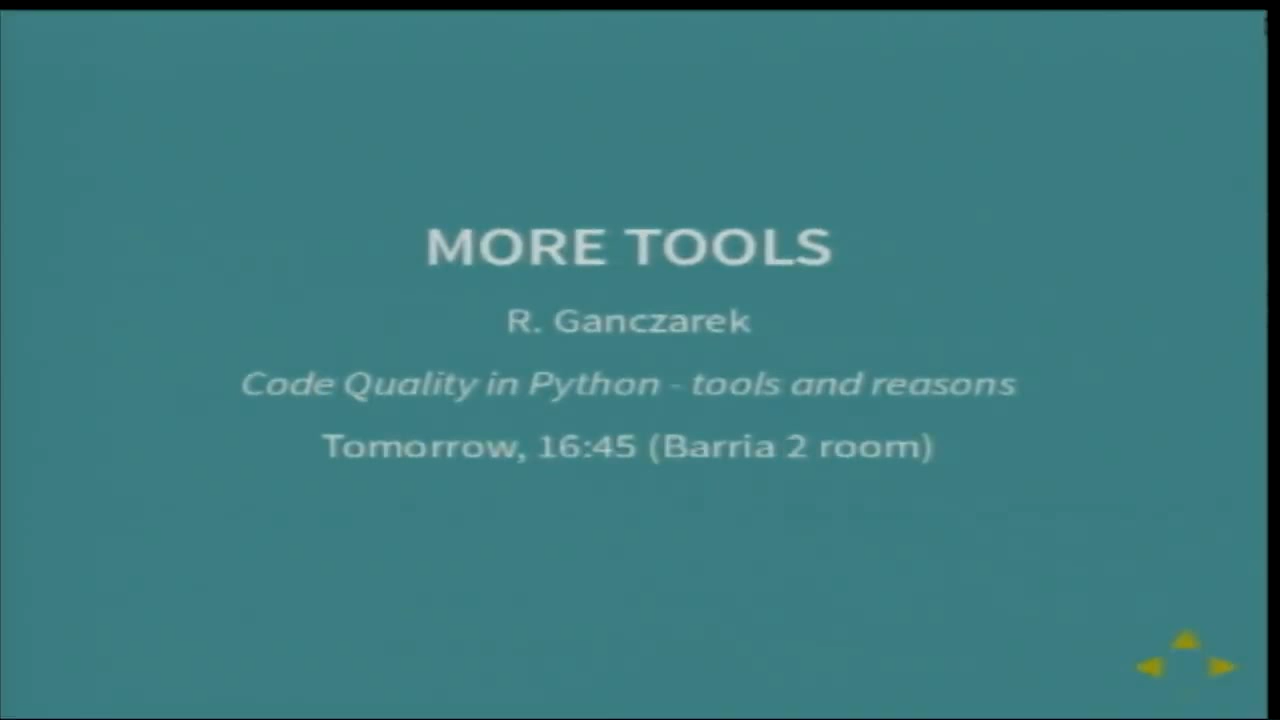 MORE TOOLS
R. Ganczarek
Code Quality in Python - tools and reasons
Tomorrow, 16:45 (Barria 2 room)